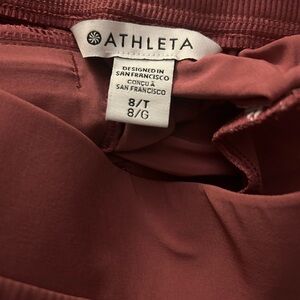 ATHLETA
DESIGNED IN
SAN FRANCISCO
CONÇU À
SAN FRANCISCO
8/T
8/G